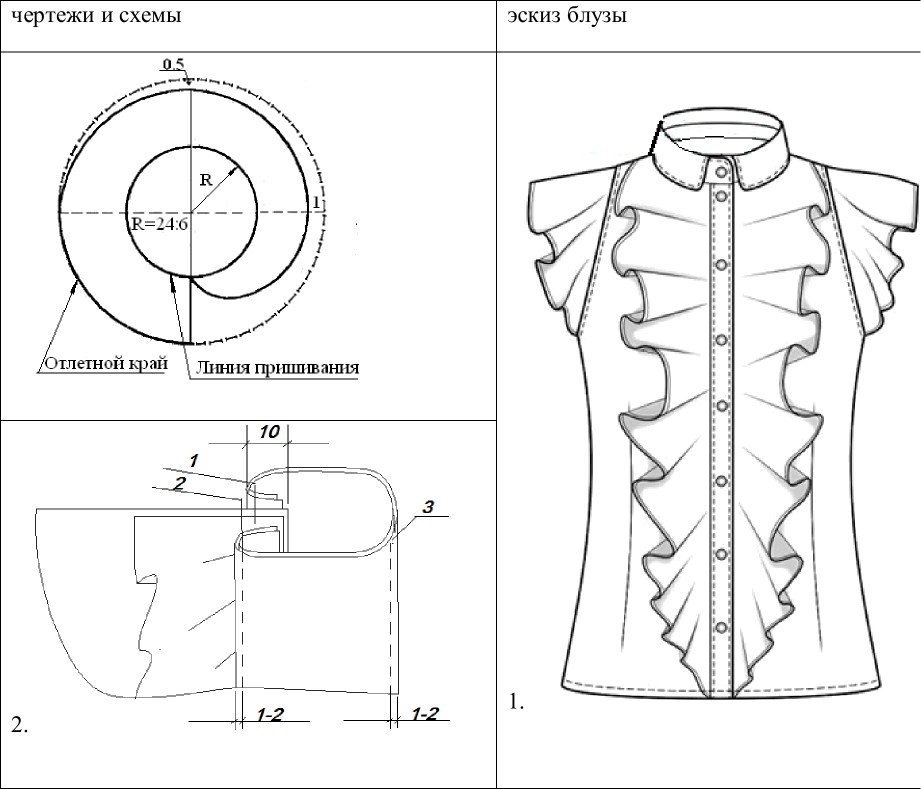 чертежи и схемы
эскиз блузы
0.5
R
1
R=24:6
Отлетной край
Линия пришивания
10
1
2
3
1-2
1-2
2.
1.